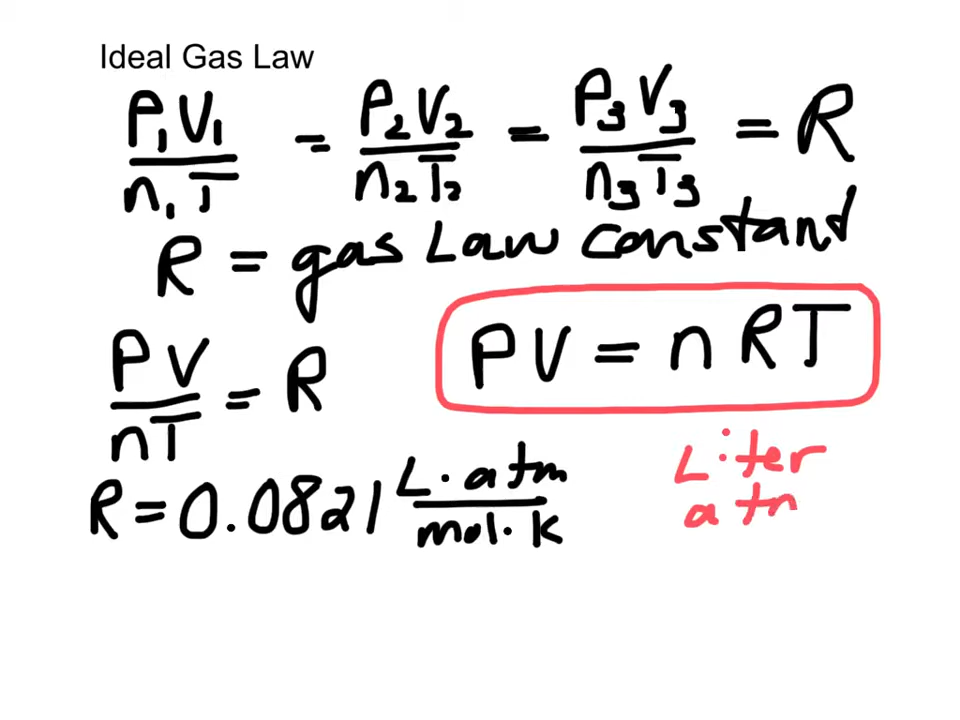 Ideal Gas Law
P₁V₁/n₁T = P₂V₂/n₂T₂ = P₃V₃/n₃T₃ = R
R = gas Law constant
PV/nT = R
PV = nRT
R = 0.0821 L·atm/mol·K
Liter
atn